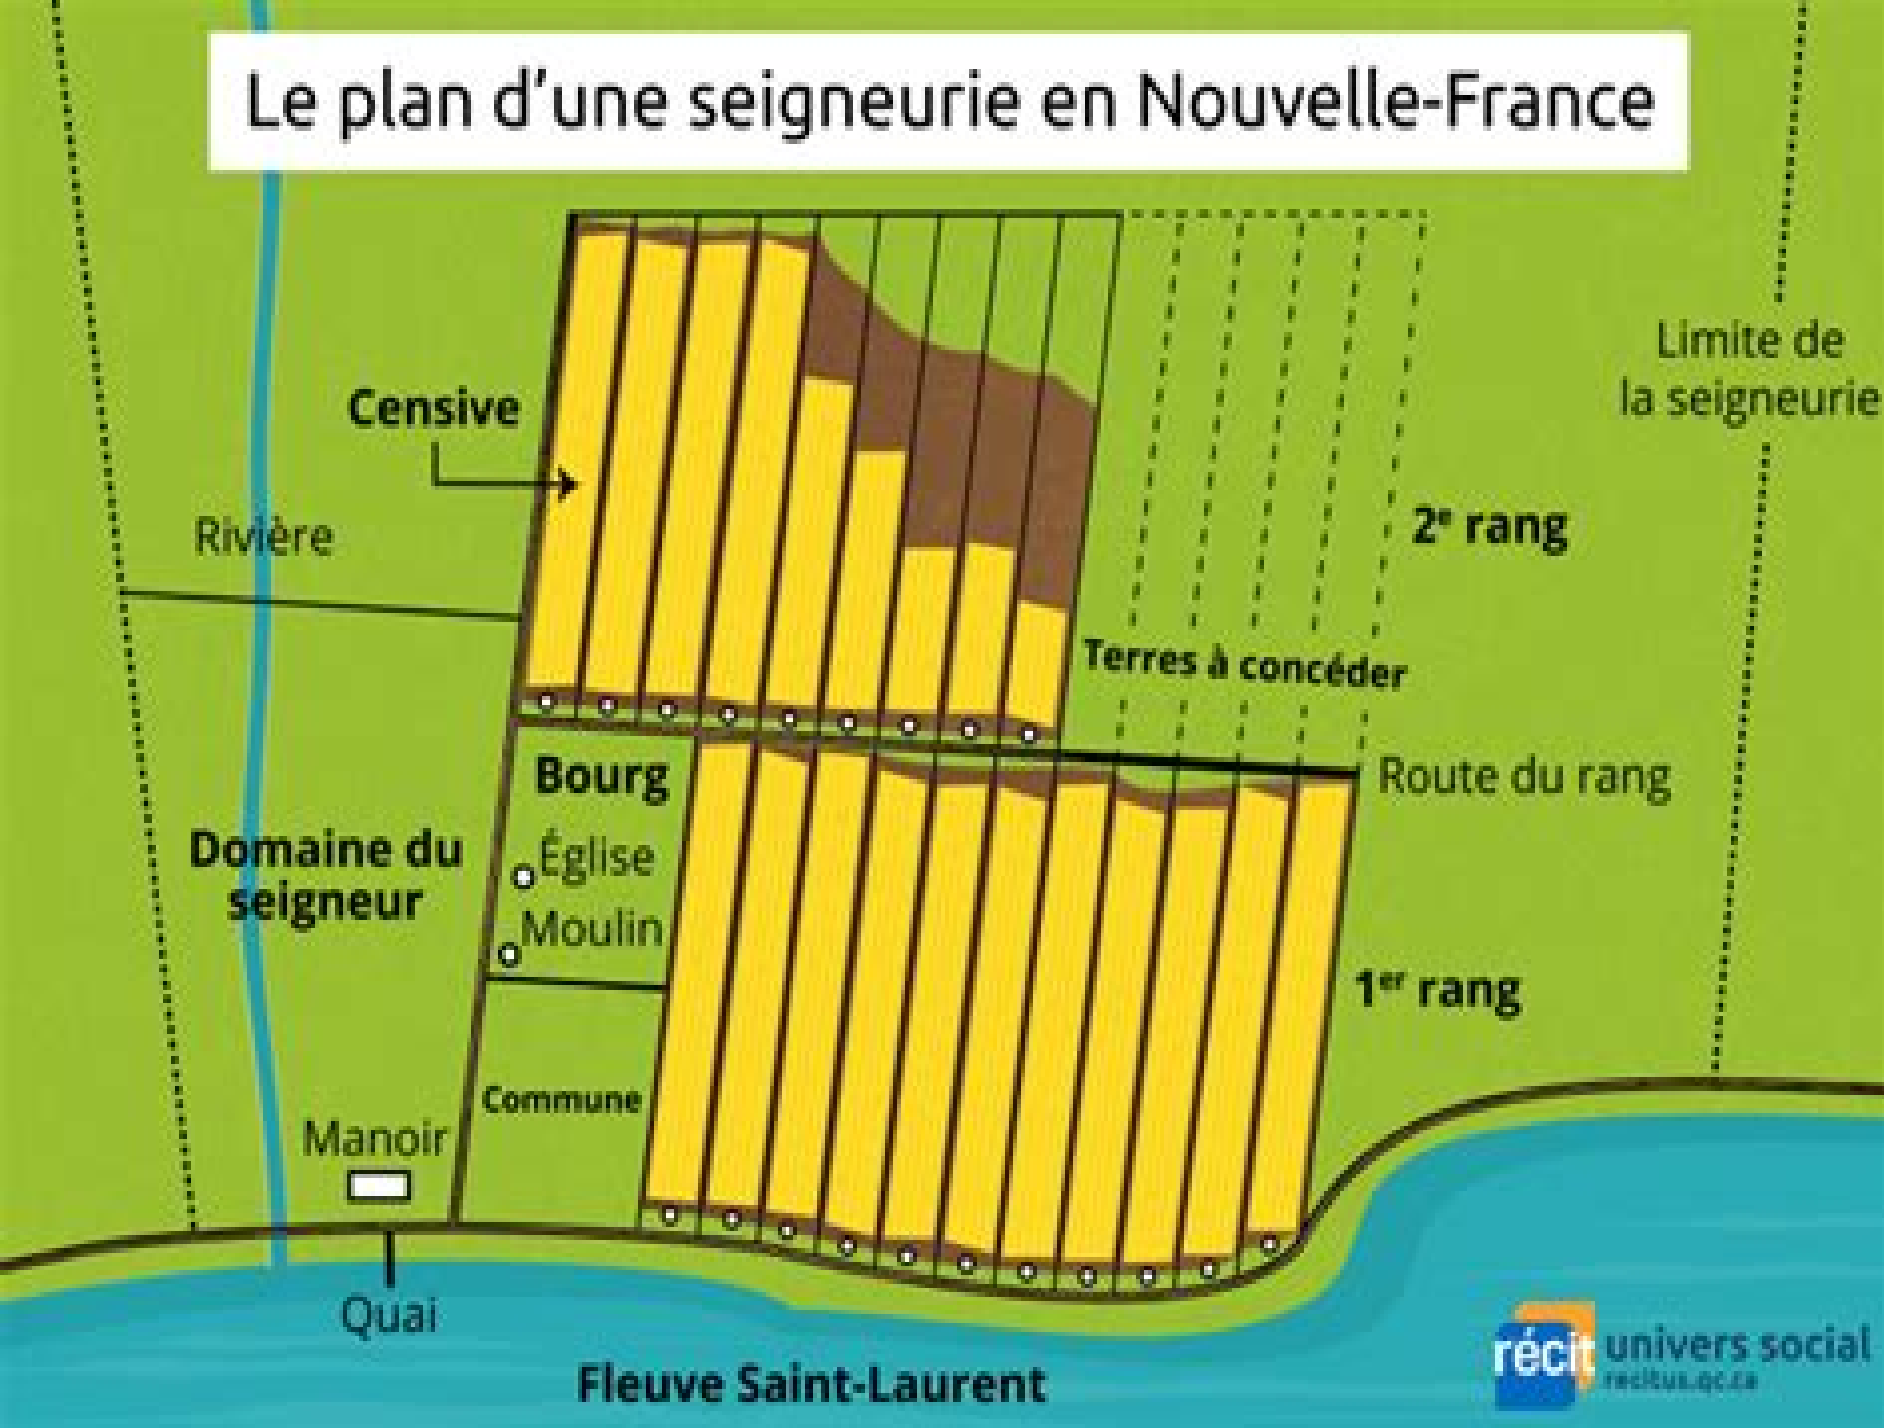 Le plan d'une seigneurie en Nouvelle-France
Limite de
la seigneurie
Censive
Rivière
2e rang
Terres à concéder
Bourg
Route du rang
Domaine du
seigneur
Église
Moulin
1er rang
Commune
Manoir
Quai
Fleuve Saint-Laurent
récit univers social
recitus.qc.ca